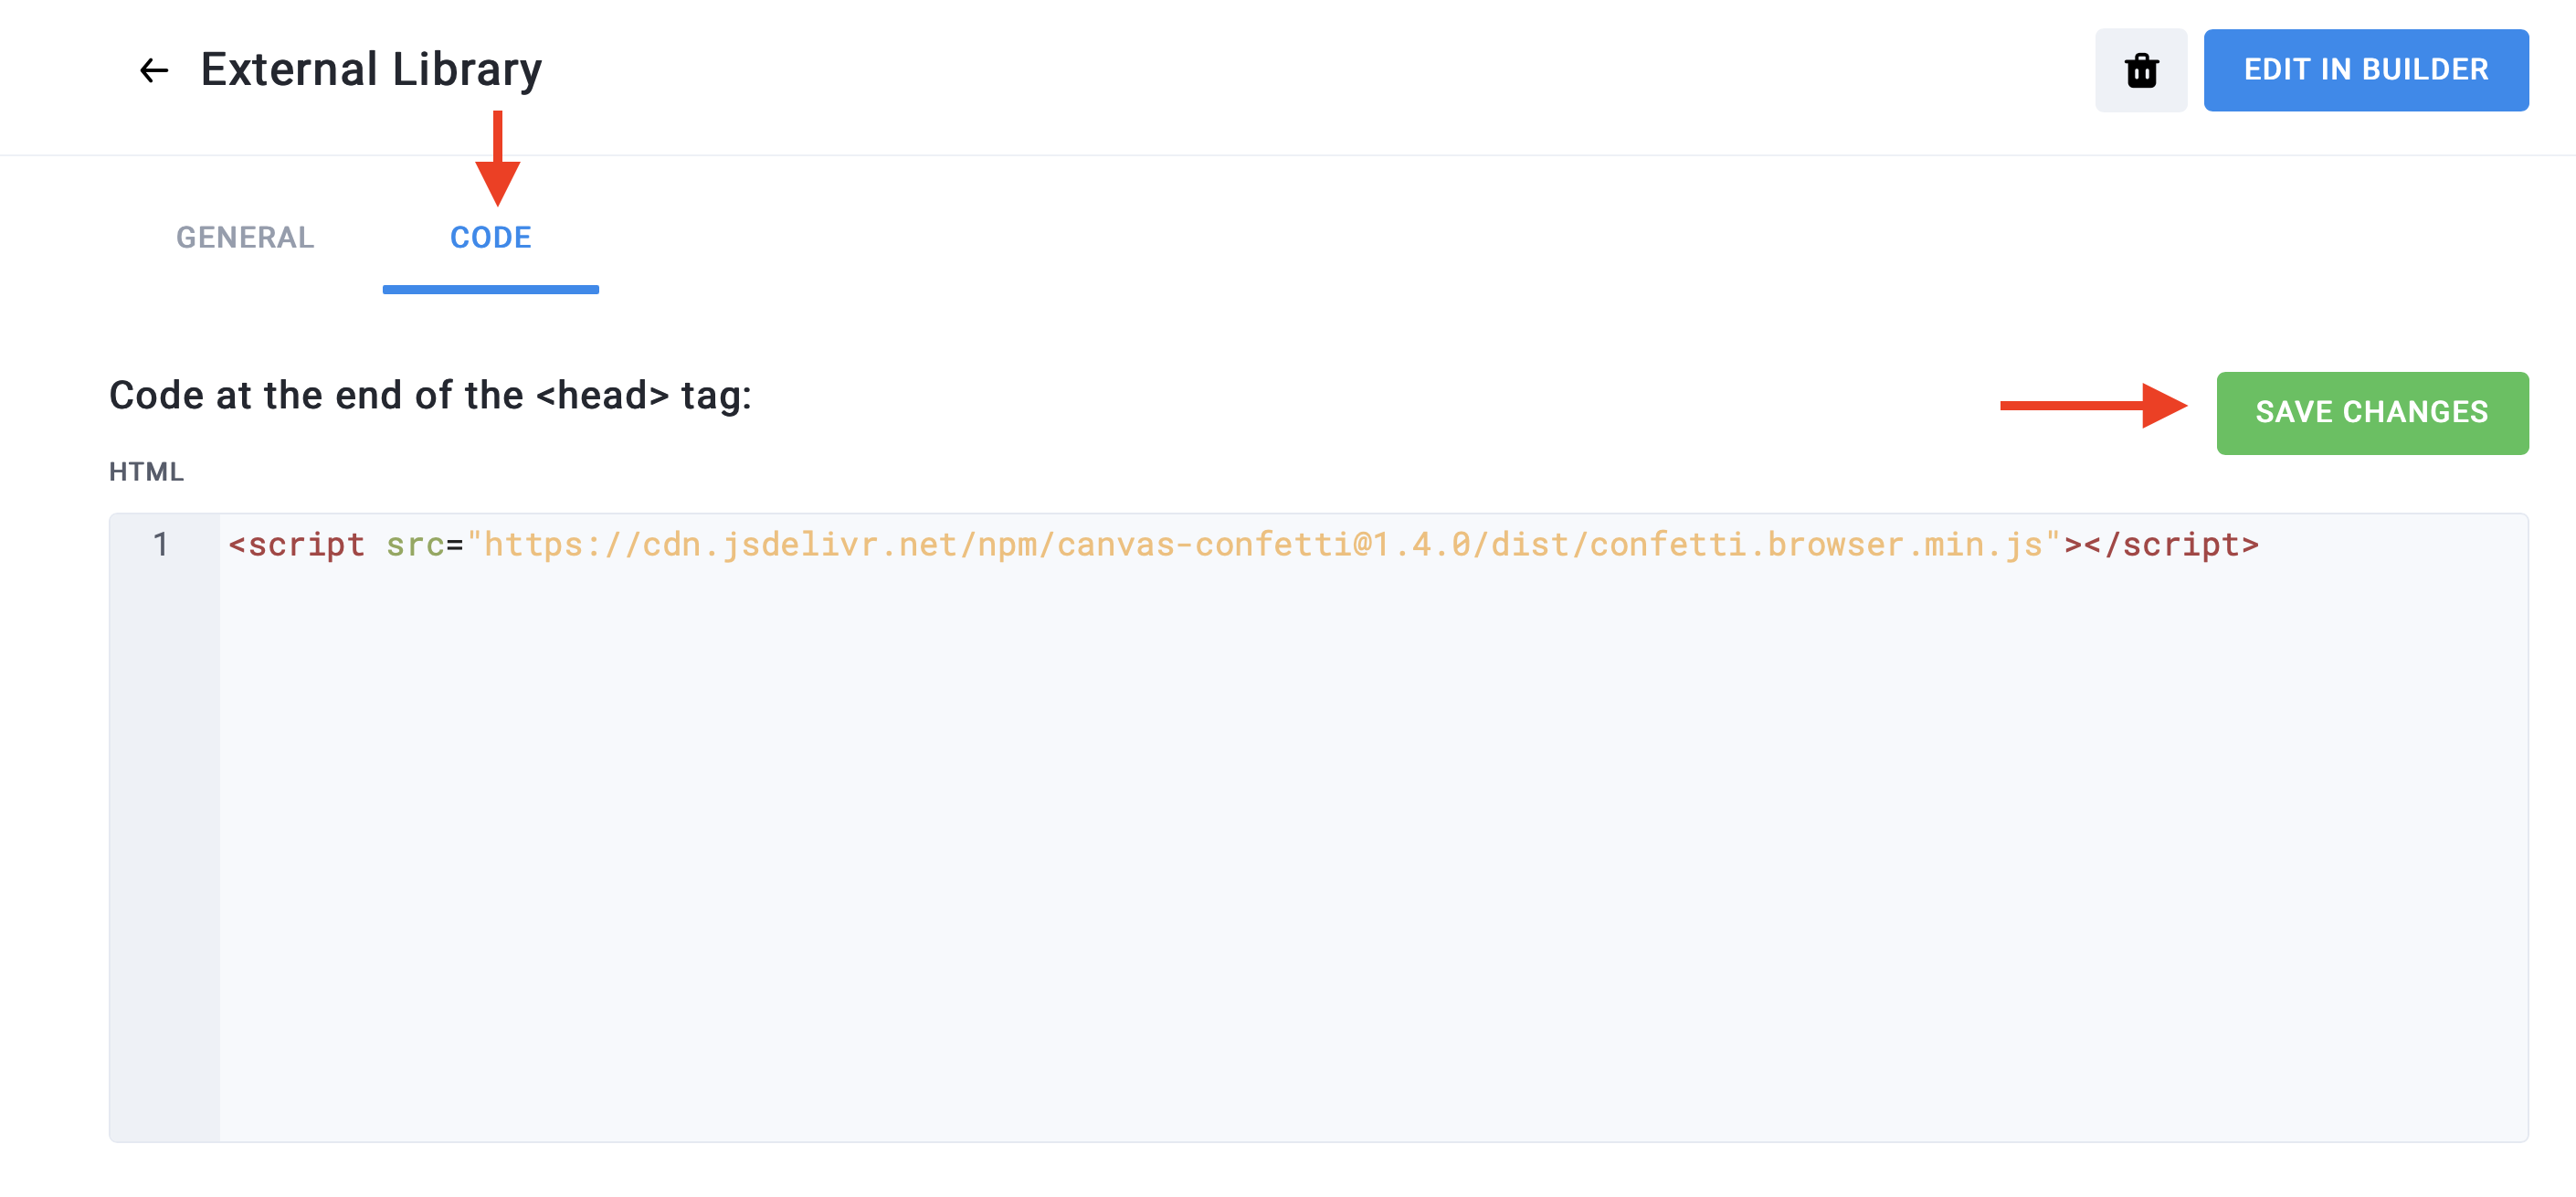 External Library
EDIT IN BUILDER
GENERAL
CODE
Code at the end of the <head> tag:
SAVE CHANGES
HTML
1
<script src="https://cdn.jsdelivr.net/npm/canvas-confetti@1.4.0/dist/confetti.browser.min.js"></script>